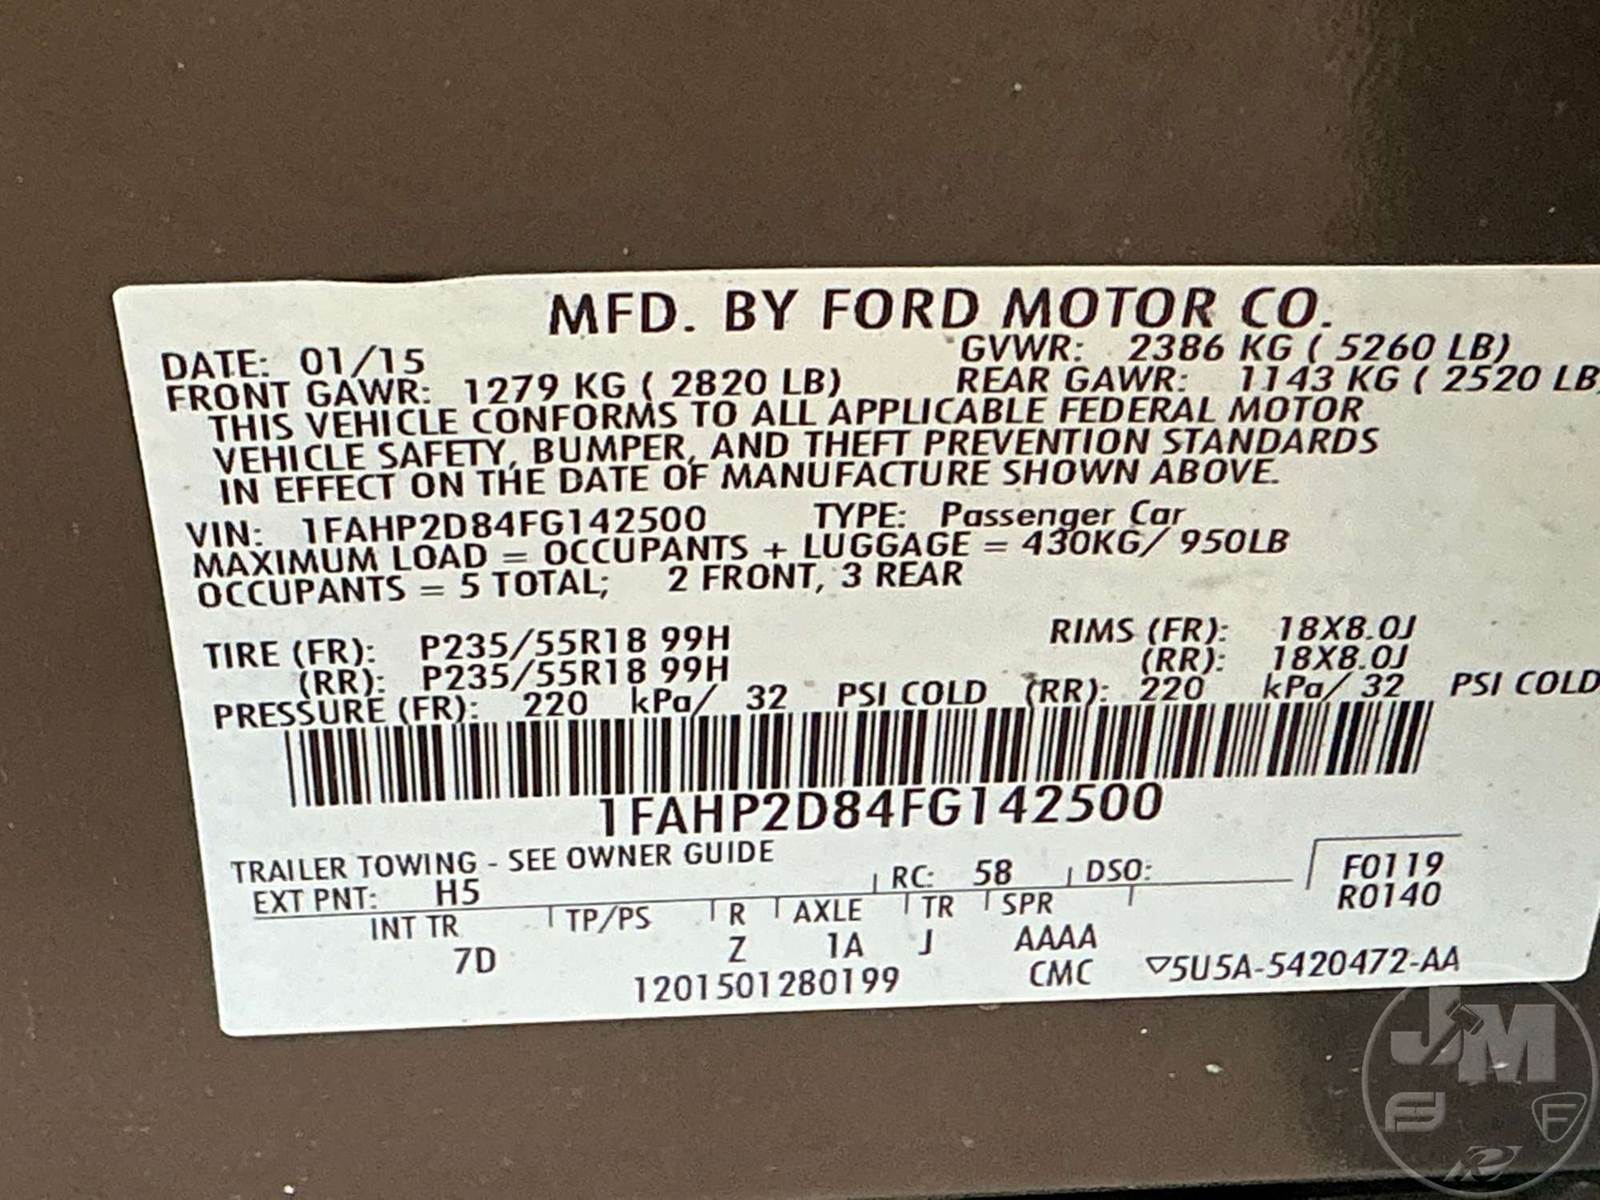 MFD. BY FORD MOTOR CO.
DATE: 01/15 GVWR: 2386 KG ( 5260 LB)
FRONT GAWR: 1279 KG ( 2820 LB) REAR GAWR: 1143 KG ( 2520 LB)
THIS VEHICLE CONFORMS TO ALL APPLICABLE FEDERAL MOTOR
VEHICLE SAFETY, BUMPER, AND THEFT PREVENTION STANDARDS
IN EFFECT ON THE DATE OF MANUFACTURE SHOWN ABOVE.
VIN: 1FAHP2D84FG142500 TYPE: Passenger Car
MAXIMUM LOAD = OCCUPANTS + LUGGAGE = 430KG/ 950LB
OCCUPANTS = 5 TOTAL; 2 FRONT, 3 REAR
TIRE (FR): P235/55R18 99H RIMS (FR): 18X8.0J
(RR): P235/55R18 99H (RR): 18X8.0J
PRESSURE (FR): 220 kPa/ 32 PSI COLD (RR): 220 kPa/ 32 PSI COLD
1FAHP2D84FG142500
TRAILER TOWING - SEE OWNER GUIDE
EXT PNT: H5 RC: 58 DSO: F0119
R0140
INT TR TP/PS R AXLE TR SPR
7D Z 1A J AAAA
1201501280199 CMC ▽5U5A-5420472-AA
JM
F